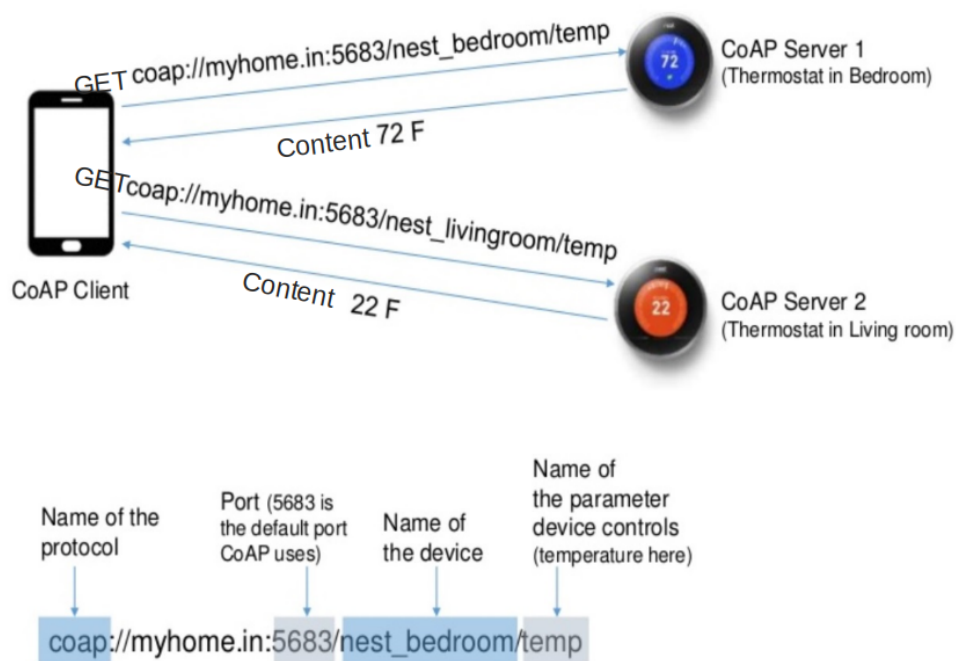 GET coap://myhome.in:5683/nest_bedroom/temp
72
CoAP Server 1
(Thermostat in Bedroom)
Content 72 F
GETcoap://myhome.in:5683/nest_livingroom/temp
CoAP Client
Content 22 F
22
CoAP Server 2
(Thermostat in Living room)
Name of the
protocol
Port (5683 is
the default port
CoAP uses)
Name of
the device
Name of
the parameter
device controls
(temperature here)
coap://myhome.in:5683/nest_bedroom/temp